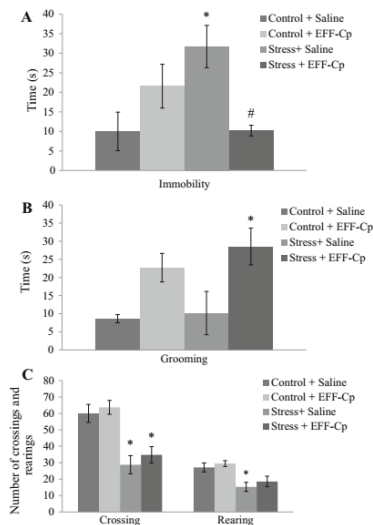 A
Control + Saline
Control + EFF-Cp
Stress+ Saline
Stress + EFF-Cp
Time (s)
40
35
30
25
20
15
10
5
0
*
#
Immobility
B
Control + Saline
Control + EFF-Cp
Stress+ Saline
Stress + EFF-Cp
Time (s)
40
35
30
25
20
15
10
5
0
*
Grooming
C
Control + Saline
Control + EFF-Cp
Stress+ Saline
Stress + EFF-Cp
Number of crossings and
rearings
80
70
60
50
40
30
20
10
0
*
*
*
Crossing
Rearing